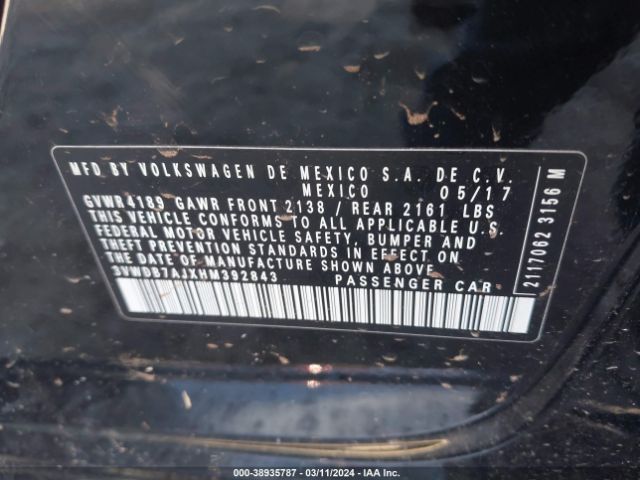 MFD BY VOLKSWAGEN DE MEXICO S.A. DE C.V.
MEXICO 05/17
GVWR4189 GAWR FRONT 2138 / REAR 2161 LBS
THIS VEHICLE CONFORMS TO ALL APPLICABLE U.S.
FEDERAL MOTOR VEHICLE SAFETY, BUMPER AND
THEFT PREVENTION STANDARDS IN EFFECT ON
THE DATE OF MANUFACTURE SHOWN ABOVE
3VWDB7AJXHM392843 PASSENGER CAR
2117062 3156 M
000-38935787 - 03/11/2024 - IAA Inc.